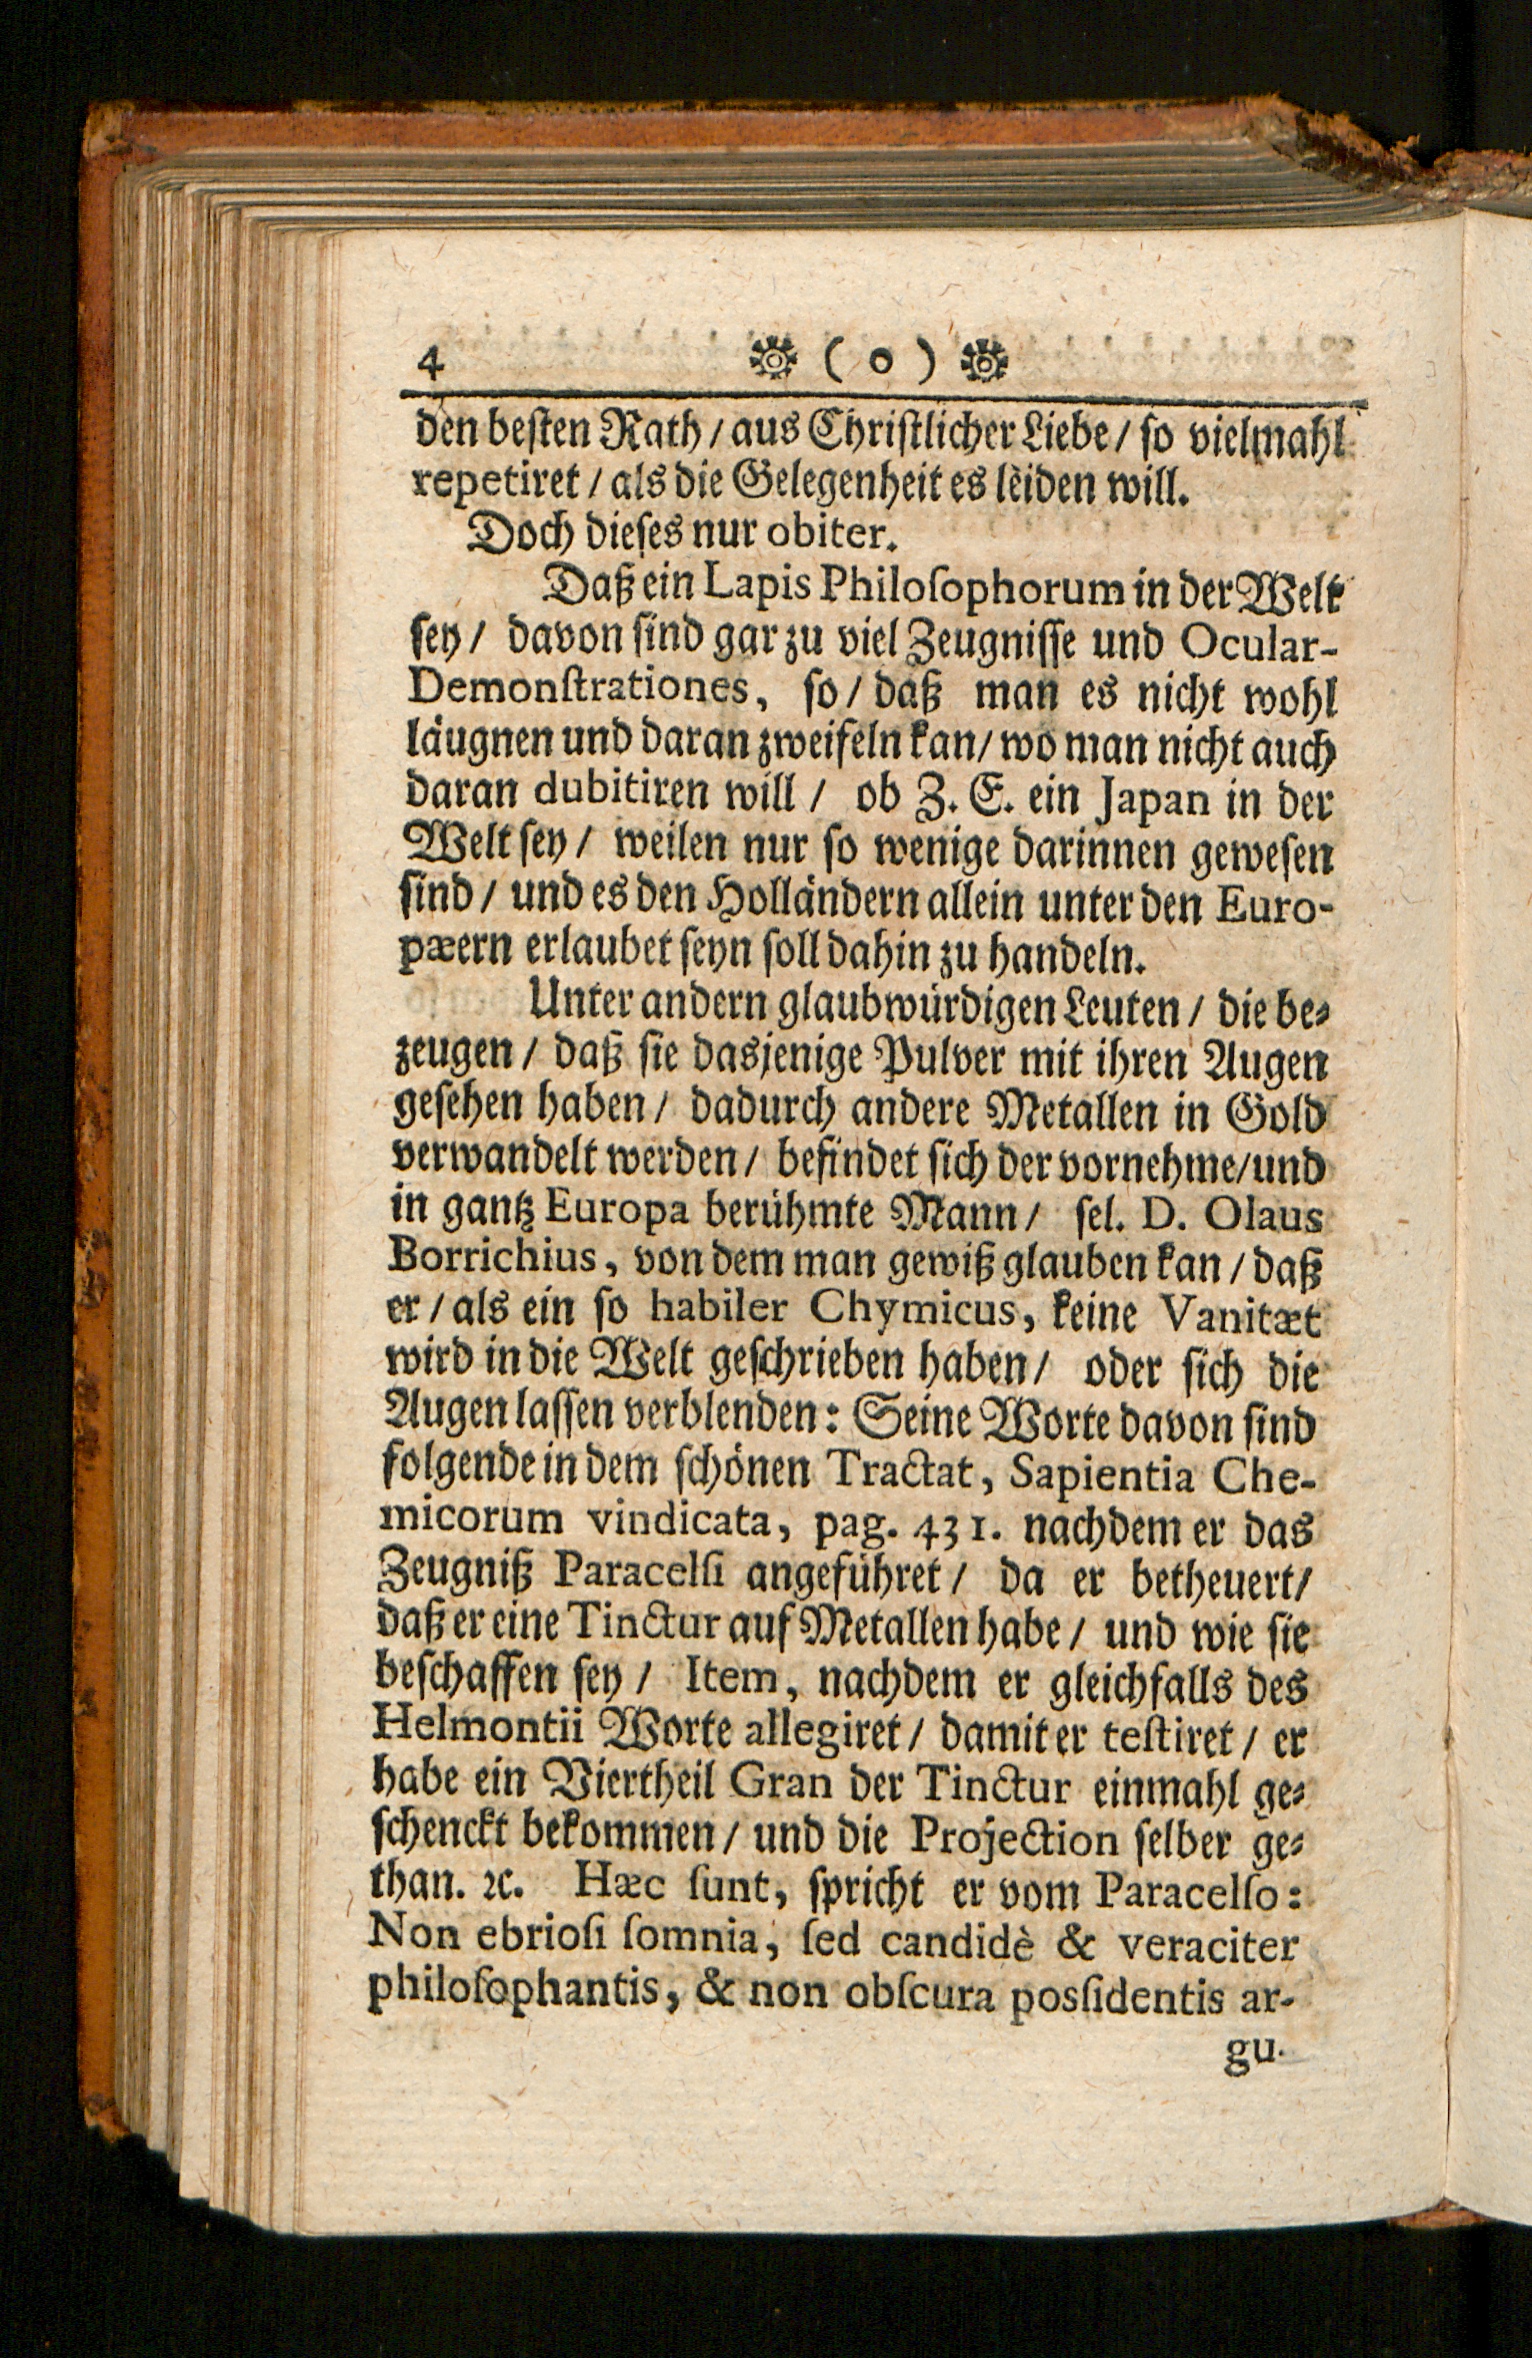 4 ( o )
den beſten Rath / aus Chriſtlicher Liebe / ſo vielmahl
repetiret / als die Gelegenheit es leiden will.
Doch dieſes nur obiter.
Daß ein Lapis Philoſophorum in der Welt
ſey / davon ſind gar zu viel Zeugniſſe und Ocular-
Demonſtrationes, ſo / daß man es nicht wohl
läugnen und daran zweifeln kan / wo man nicht auch
daran dubitiren will / ob Z. E. ein Japan in der
Welt ſey / weilen nur ſo wenige darinnen geweſen
ſind / und es den Holländern allein unter den Euro-
pæern erlaubet ſeyn ſoll dahin zu handeln.
Unter andern glaubwürdigen Leuten / die be-
zeugen / daß ſie dasjenige Pulver mit ihren Augen
geſehen haben / dadurch andere Metallen in Gold
verwandelt werden / befindet ſich der vornehme / und
in gantz Europa berühmte Mann / ſel. D. Olaus
Borrichius, von dem man gewiß glauben kan / daß
er / als ein ſo habiler Chymicus, keine Vanitæt
wird in die Welt geſchrieben haben / oder ſich die
Augen laſſen verblenden: Seine Worte davon ſind
folgende in dem ſchönen Tractat, Sapientia Che-
micorum vindicata, pag. 431. nachdem er das
Zeugniß Paracelſi angeführet / da er betheuert /
daß er eine Tinctur auf Metallen habe / und wie ſie
beſchaffen ſey / Item, nachdem er gleichfalls des
Helmontii Worte allegiret / damit er teſtiret / er
habe ein Viertheil Gran der Tinctur einmahl ge-
ſchenckt bekommen / und die Projection ſelber ge-
than. ꝛc. Hæc ſunt, ſpricht er vom Paracelſo:
Non ebrioſi ſomnia, ſed candidè & veraciter
philoſophantis, & non obſcura posſidentis ar-
gu-